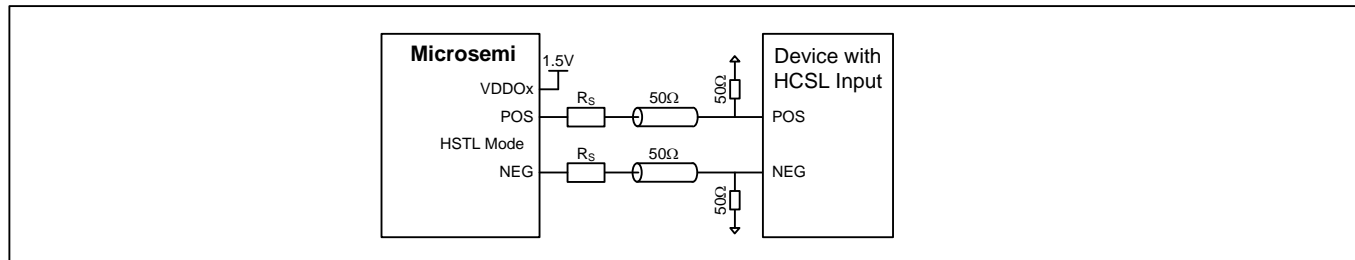 Microsemi
1.5V
VDDOx
POS
HSTL Mode
NEG
RS
50Ω
RS
50Ω
50Ω
50Ω
Device with
HCSL Input
POS
NEG